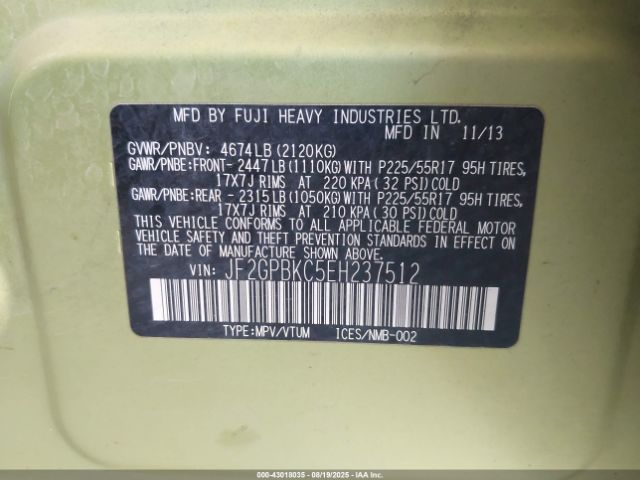 MFD BY FUJI HEAVY INDUSTRIES LTD.
MFD IN 11/13
GVWR/PNBV: 4674LB(2120KG)
GAWR/PNBE:FRONT- 2447LB(1110KG)WITH P225/55R17 95H TIRES,
17X7J RIMS AT 220 KPA(32 PSI)COLD
GAWR/PNBE:REAR - 2315LB(1050KG)WITH P225/55R17 95H TIRES,
17X7J RIMS AT 210 KPA(30 PSI)COLD
THIS VEHICLE CONFORMS TO ALL APPLICABLE FEDERAL MOTOR
VEHICLE SAFETY AND THEFT PREVENTION STANDARDS IN EFFECT ON
THE DATE OF MANUFACTURE SHOWN ABOVE.
VIN: JF2GPBKC5EH237512
TYPE:MPV/VTUM ICES/NMB-002
000-43018035 - 08/19/2025 - IAAI.COM